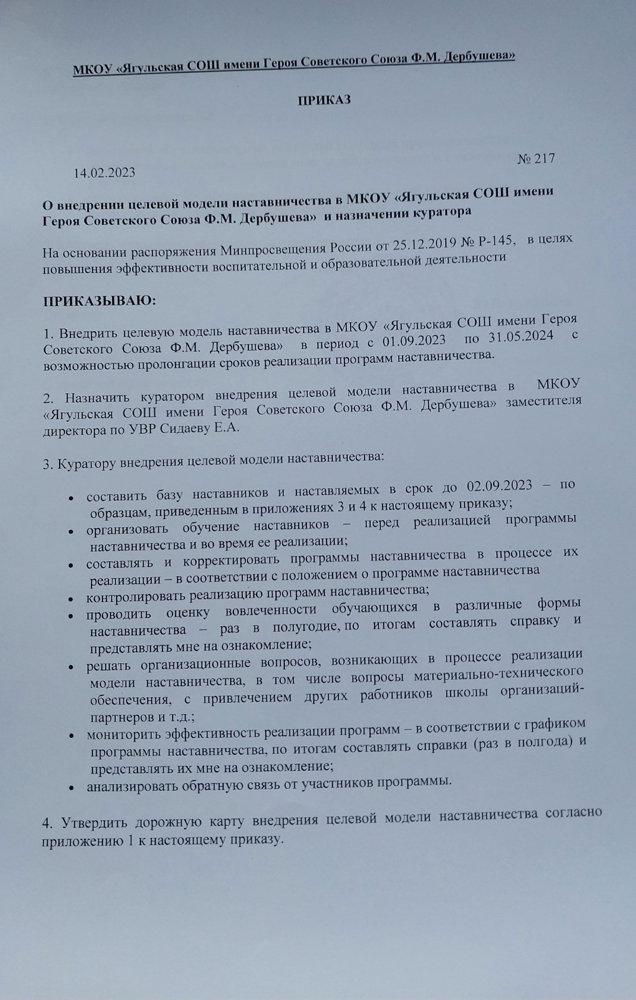 МКОУ «Ягульская СОШ имени Героя Советского Союза Ф.М. Дербушева»
ПРИКАЗ
№ 217
14.02.2023
О внедрении целевой модели наставничества в МКОУ «Ягульская СОШ имени
Героя Советского Союза Ф.М. Дербушева» и назначении куратора
На основании распоряжения Минпросвещения России от 25.12.2019 № Р-145, в целях
повышения эффективности воспитательной и образовательной деятельности
ПРИКАЗЫВАЮ:
1. Внедрить целевую модель наставничества в МКОУ «Ягульская СОШ имени Героя
Советского Союза Ф.М. Дербушева» в период с 01.09.2023 по 31.05.2024 с
возможностью пролонгации сроков реализации программ наставничества.
2. Назначить куратором внедрения целевой модели наставничества в МКОУ
«Ягульская СОШ имени Героя Советского Союза Ф.М. Дербушева» заместителя
директора по УВР Сидаеву Е.А.
3. Куратору внедрения целевой модели наставничества:
• составить базу наставников и наставляемых в срок до 02.09.2023 – по
образцам, приведенным в приложениях 3 и 4 к настоящему приказу;
• организовать обучение наставников – перед реализацией программы
наставничества и во время ее реализации;
• составлять и корректировать программы наставничества в процессе их
реализации – в соответствии с положением о программе наставничества
• контролировать реализацию программ наставничества;
• проводить оценку вовлеченности обучающихся в различные формы
наставничества – раз в полугодие, по итогам составлять справку и
представлять мне на ознакомление;
• решать организационные вопросов, возникающих в процессе реализации
модели наставничества, в том числе вопросы материально-технического
обеспечения, с привлечением других работников школы организаций-
партнеров и т.д.;
• мониторить эффективность реализации программ – в соответствии с графиком
программы наставничества, по итогам составлять справки (раз в полгода) и
представлять их мне на ознакомление;
• анализировать обратную связь от участников программы.
4. Утвердить дорожную карту внедрения целевой модели наставничества согласно
приложению 1 к настоящему приказу.